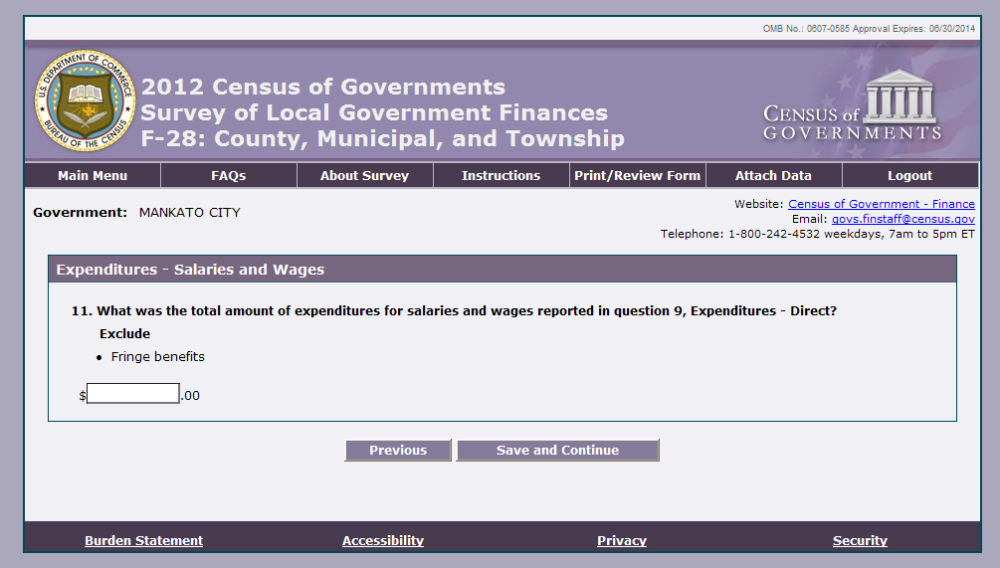 OMB No.: 0607-0585 Approval Expires: 06/30/2014
U.S. DEPARTMENT OF COMMERCE
BUREAU OF THE CENSUS
2012 Census of Governments
Survey of Local Government Finances
F-28: County, Municipal, and Township
CENSUS of
GOVERNMENTS
Main Menu FAQs About Survey Instructions Print/Review Form Attach Data Logout
Government: MANKATO CITY
Website: Census of Government - Finance
Email: govs.finstaff@census.gov
Telephone: 1-800-242-4532 weekdays, 7am to 5pm ET
Expenditures - Salaries and Wages
11. What was the total amount of expenditures for salaries and wages reported in question 9, Expenditures - Direct?
Exclude
• Fringe benefits
$ .00
Previous Save and Continue
Burden Statement Accessibility Privacy Security